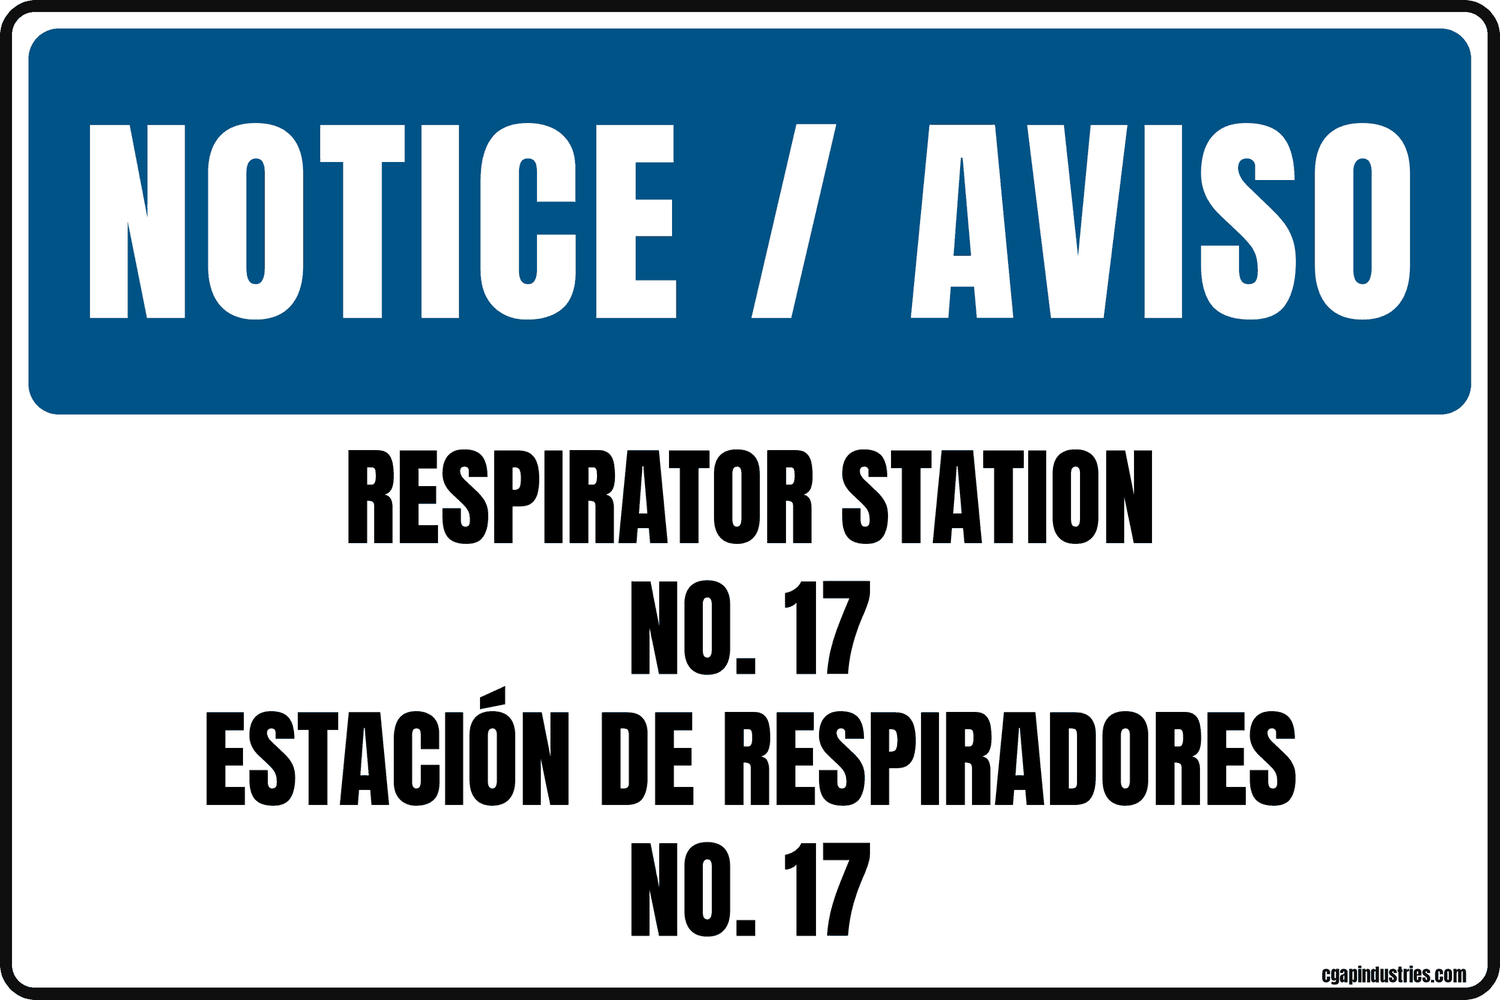 NOTICE / AVISO
RESPIRATOR STATION
NO. 17
ESTACIÓN DE RESPIRADORES
NO. 17
cgapindustries.com